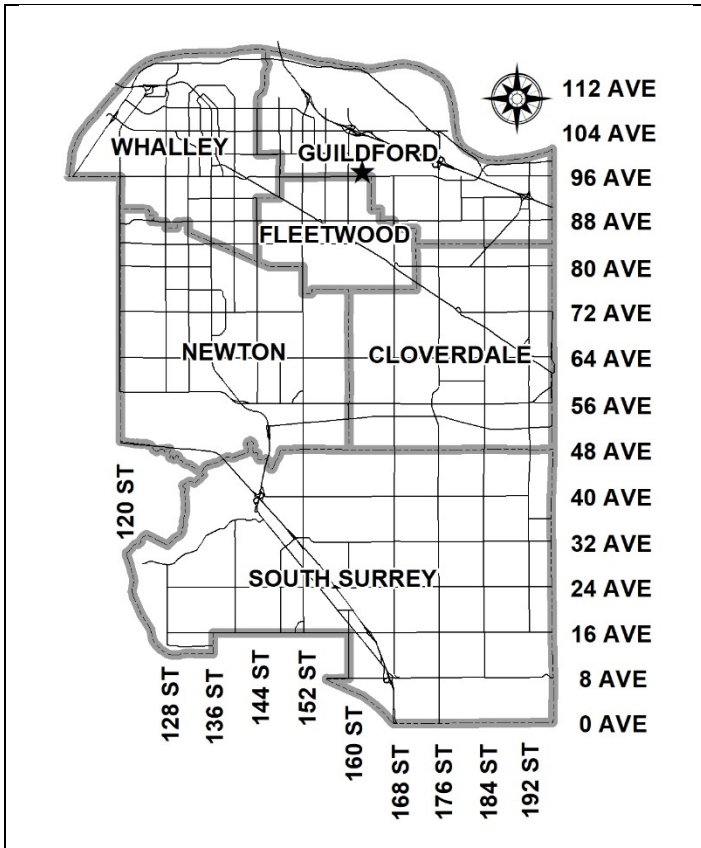 112 AVE
104 AVE
WHALLEY
GUILDFORD
96 AVE
88 AVE
FLEETWOOD
80 AVE
72 AVE
NEWTON
CLOVERDALE
64 AVE
56 AVE
48 AVE
120 ST
40 AVE
32 AVE
SOUTH SURREY
24 AVE
16 AVE
8 AVE
0 AVE
128 ST
136 ST
144 ST
152 ST
160 ST
168 ST
176 ST
184 ST
192 ST